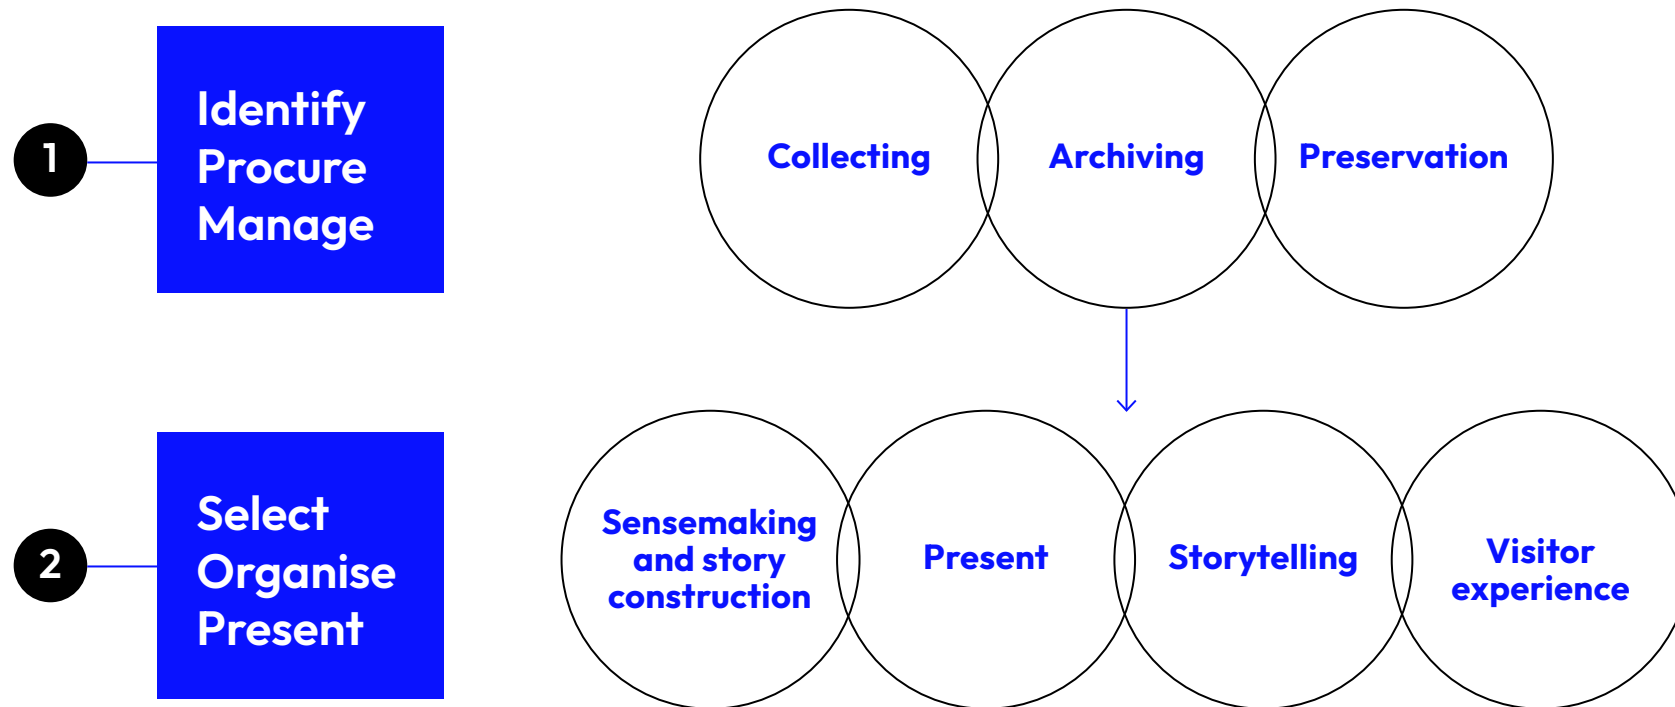 1
Identify
Procure
Manage
Collecting
Archiving
Preservation
2
Select
Organise
Present
Sensemaking
and story
construction
Present
Storytelling
Visitor
experience